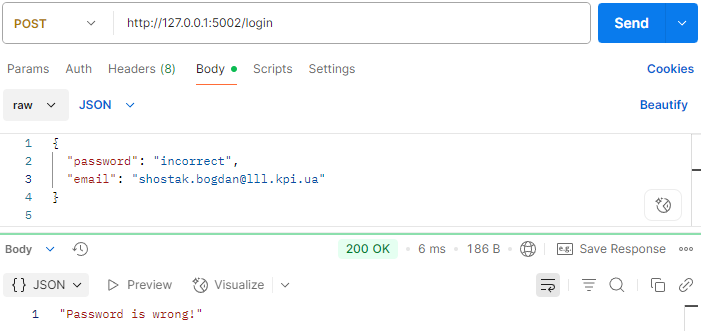 POST http://127.0.0.1:5002/login Send
Params Auth Headers (8) Body Scripts Settings Cookies
raw JSON Beautify
1 {
2 "password": "incorrect",
3 "email": "shostak.bogdan@lll.kpi.ua"
4 }
5
Body 200 OK 6 ms 186 B e.g. Save Response
{} JSON Preview Visualize
1 "Password is wrong!"